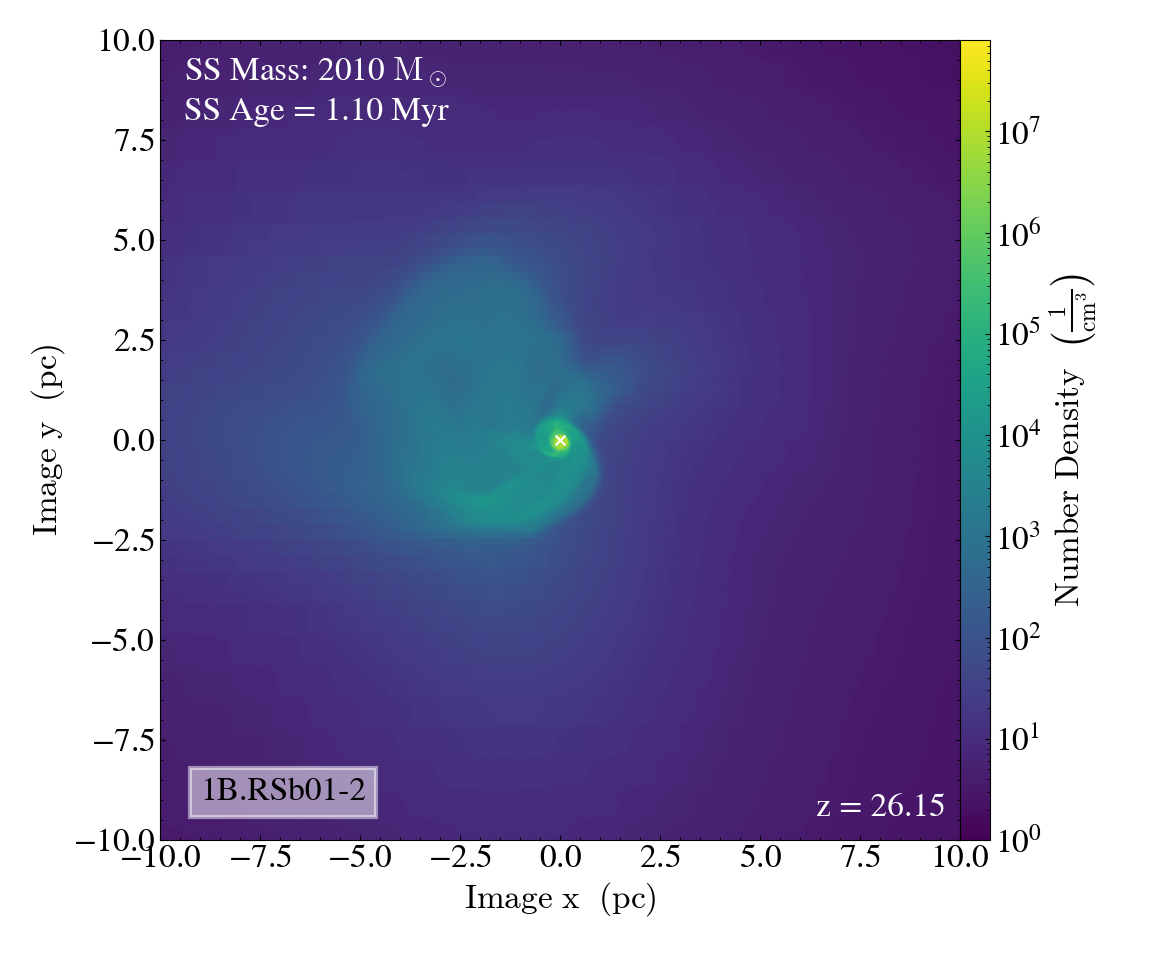 10.0
7.5
5.0
2.5
0.0
−2.5
−5.0
−7.5
−10.0
Image y (pc)
SS Mass: 2010 M⊙
SS Age = 1.10 Myr
1B.RSb01-2
z = 26.15
−10.0 −7.5 −5.0 −2.5 0.0 2.5 5.0 7.5 10.0
Image x (pc)
10⁷
10⁶
10⁵
10⁴
10³
10²
10¹
10⁰
Number Density (1/cm³)